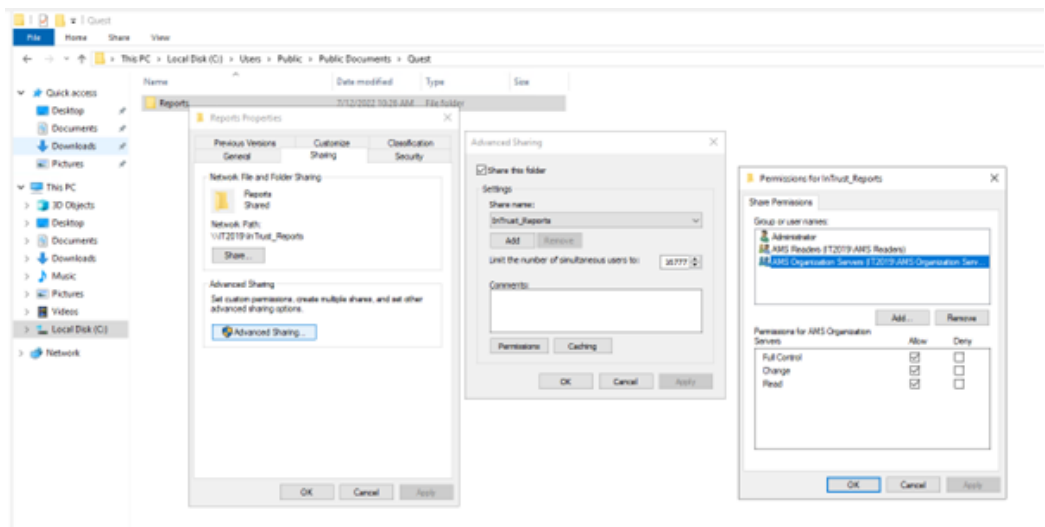 Quest
File Home Share View
This PC > Local Disk (C:) > Users > Public > Public Documents > Quest
Name Date modified Type Size
Quick access
Desktop
Documents
Downloads
Pictures
This PC
3D Objects
Desktop
Documents
Downloads
Music
Pictures
Videos
Local Disk (C:)
Network
Reports 7/12/2022 10:28 AM File folder
Reports Properties
Previous Versions Customize Classification
General Sharing Security
Network File and Folder Sharing
Reports
Shared
Network Path:
\\IT2019\InTrust_Reports
Share...
Advanced Sharing
Set custom permissions, create multiple shares, and set other
advanced sharing options.
Advanced Sharing...
OK Cancel Apply
Advanced Sharing
Share this folder
Settings
Share name:
InTrust_Reports
Add Remove
Limit the number of simultaneous users to: 16777
Comments:
Permissions Caching
OK Cancel Apply
Permissions for InTrust_Reports
Share Permissions
Group or user names:
Administrator
AMS Readers (IT2019\AMS Readers)
AMS Organization Servers (IT2019\AMS Organization Serv...
Add... Remove
Permissions for AMS Organization
Servers Allow Deny
Full Control
Change
Read
OK Cancel Apply